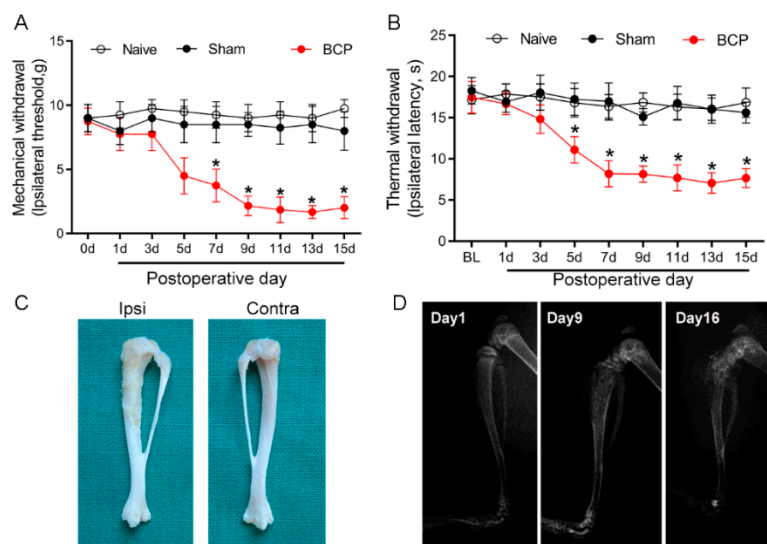 A
Naive Sham BCP
Mechanical withdrawal
(Ipsilateral threshold,g)
15
10
5
0
* * * * *
0d 1d 3d 5d 7d 9d 11d 13d 15d
Postoperative day
B
Naive Sham BCP
Thermal withdrawal
(Ipsilateral latency, s)
25
20
15
10
5
0
* * * * * *
BL 1d 3d 5d 7d 9d 11d 13d 15d
Postoperative day
C
Ipsi Contra
D
Day1 Day9 Day16